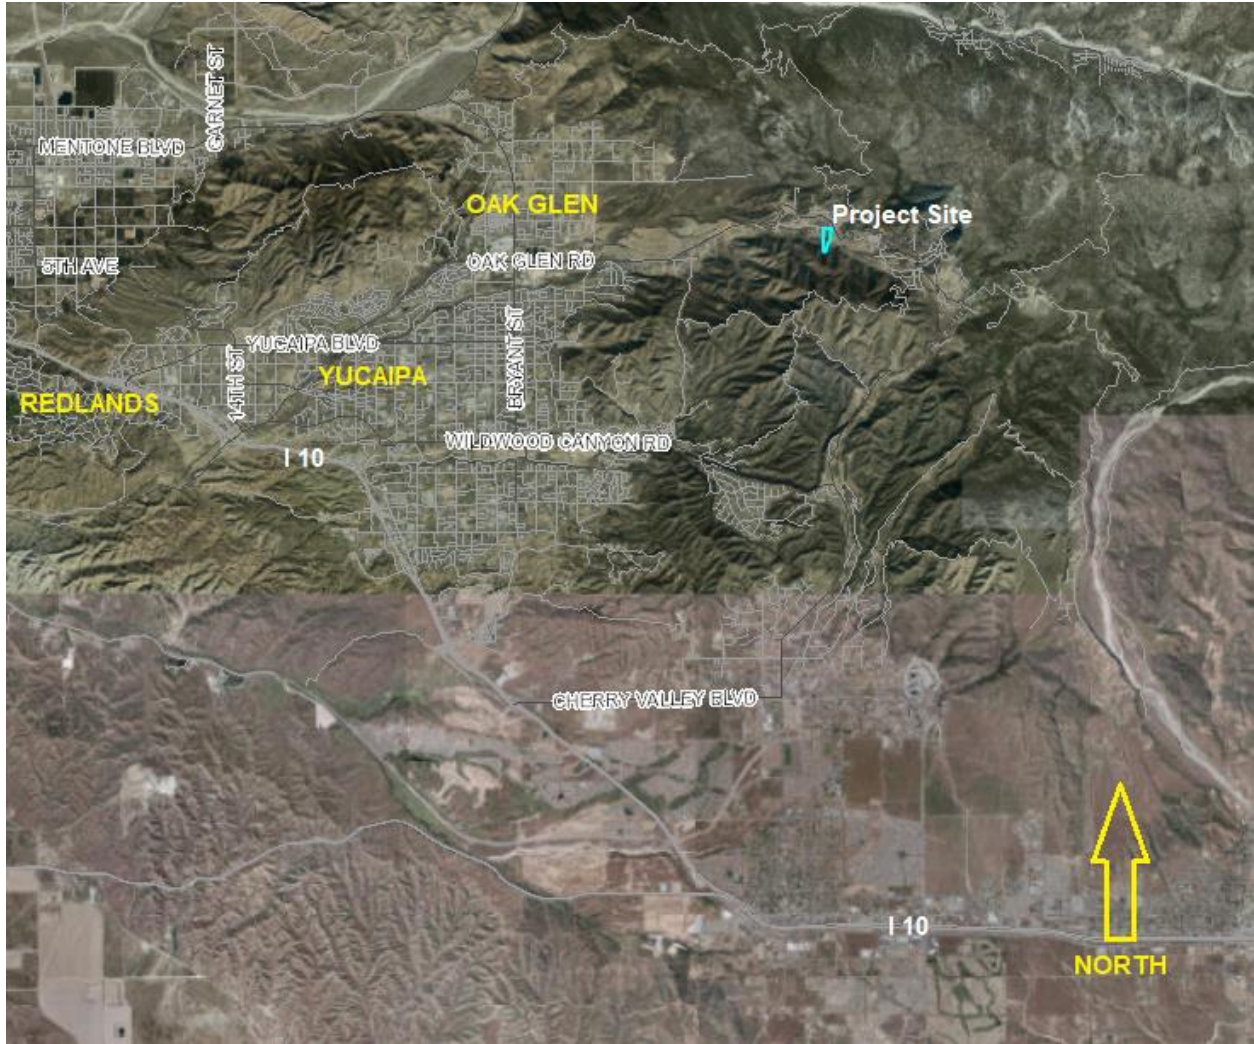 GARNET ST
MENTONE BLVD
OAK GLEN
Project Site
5TH AVE
OAK GLEN RD
YUCAIPA BLVD
BRYANT ST
14TH ST
YUCAIPA
REDLANDS
WILDWOOD CANYON RD
I 10
CHERRY VALLEY BLVD
I 10
NORTH